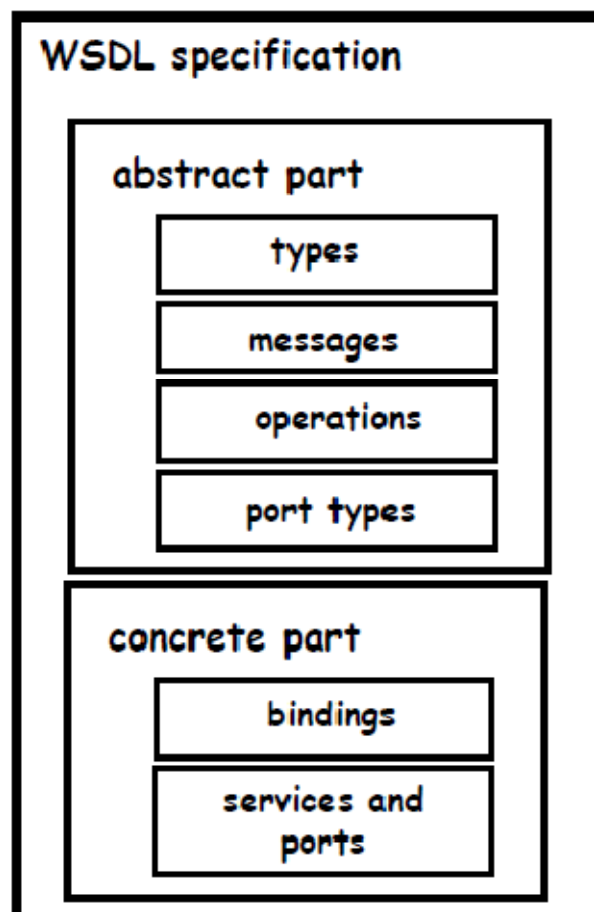 WSDL specification
abstract part
types
messages
operations
port types
concrete part
bindings
services and
ports